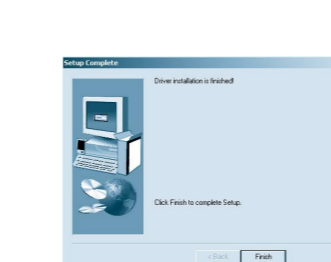 Setup Complete
Driver installation is finished!
Click Finish to complete Setup.
< Back
Finish